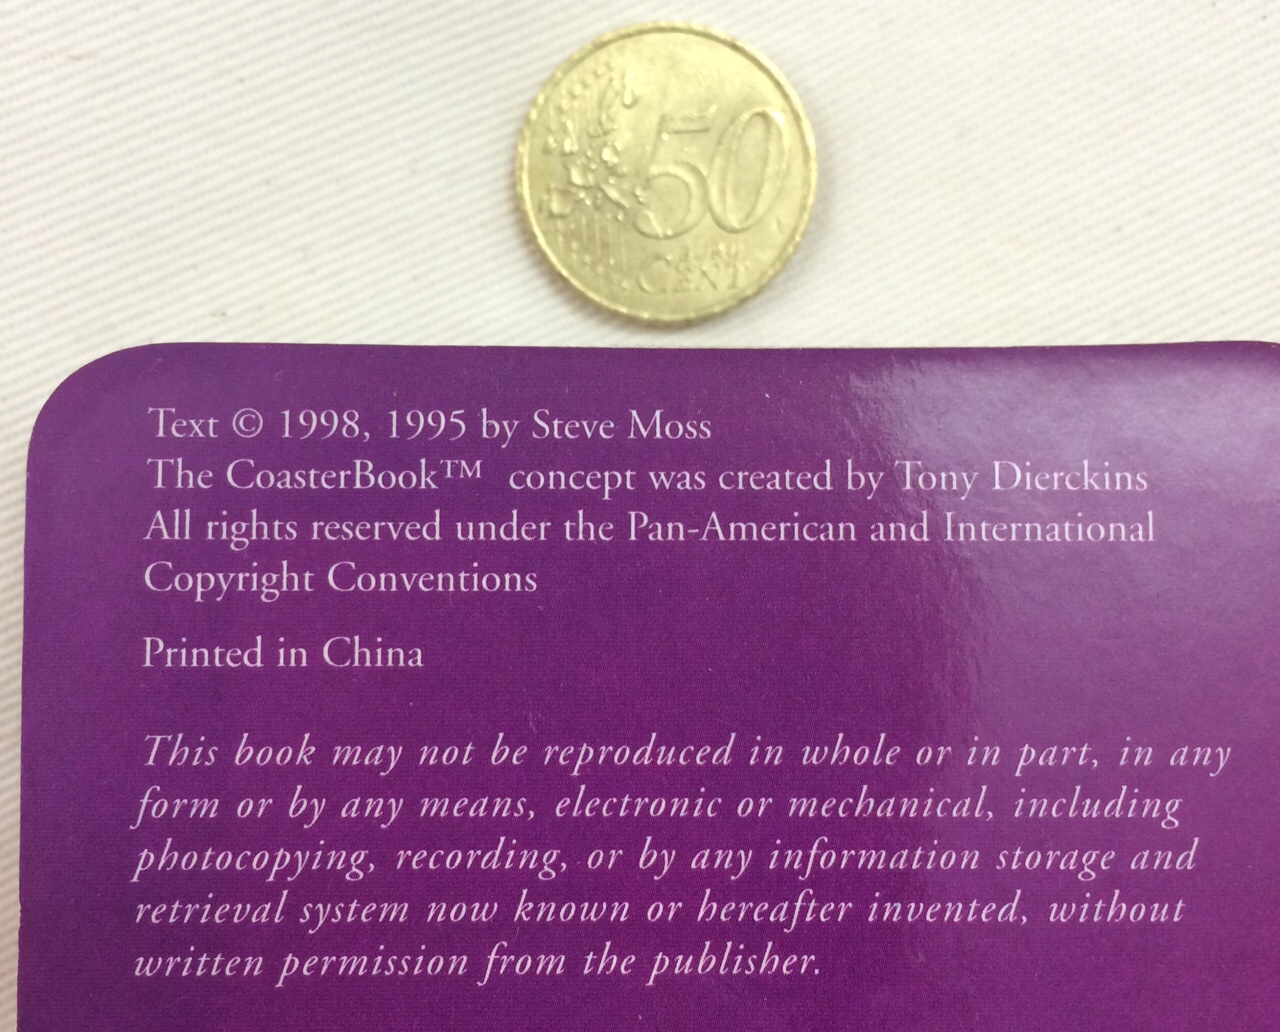 50
EURO
CENT
Text © 1998, 1995 by Steve Moss
The CoasterBook™ concept was created by Tony Dierckins
All rights reserved under the Pan-American and International
Copyright Conventions
Printed in China
This book may not be reproduced in whole or in part, in any
form or by any means, electronic or mechanical, including
photocopying, recording, or by any information storage and
retrieval system now known or hereafter invented, without
written permission from the publisher.